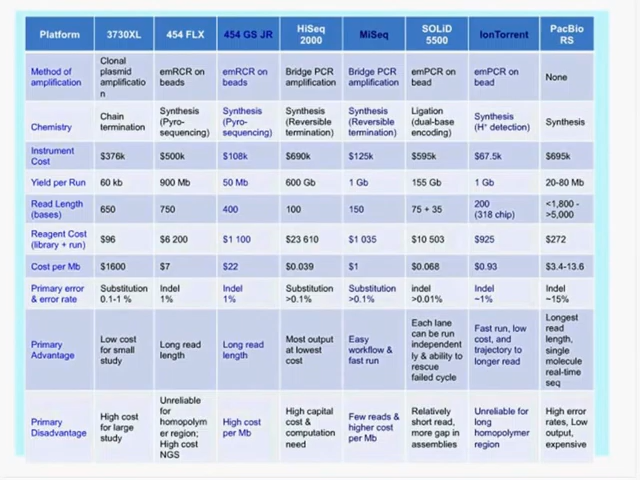 Platform 3730XL 454 FLX 454 GS JR HiSeq 2000 MiSeq SOLiD 5500 IonTorrent PacBio RS
Method of amplification Clonal plasmid amplification emRCR on beads emRCR on beads Bridge PCR amplification Bridge PCR amplification emPCR on bead emPCR on bead None
Chemistry Chain termination Synthesis (Pyro-sequencing) Synthesis (Pyro-sequencing) Synthesis (Reversible termination) Synthesis (Reversible termination) Ligation (dual-base encoding) Synthesis (H⁺ detection) Synthesis
Instrument Cost $376k $500k $108k $690k $125k $595k $67.5k $695k
Yield per Run 60 kb 900 Mb 50 Mb 600 Gb 1 Gb 155 Gb 1 Gb 20-80 Mb
Read Length (bases) 650 750 400 100 150 75 + 35 200 (318 chip) <1,800 - >5,000
Reagent Cost (library + run) $96 $6 200 $1 100 $23 610 $1 035 $10 503 $925 $272
Cost per Mb $1600 $7 $22 $0.039 $1 $0.068 $0.93 $3.4-13.6
Primary error & error rate Substitution 0.1-1 % Indel 1% Indel 1% Substitution >0.1% Substitution >0.1% indel >0.01% Indel ~1% Indel ~15%
Primary Advantage Low cost for small study Long read length Long read length Most output at lowest cost Easy workflow & fast run Each lane can be run independently & ability to rescue failed cycle Fast run, low cost, and trajectory to longer read Longest read length, single molecule real-time seq
Primary Disadvantage High cost for large study Unreliable for homopolymer region; High cost NGS High cost per Mb High capital cost & computation need Few reads & higher cost per Mb Relatively short read, more gap in assemblies Unreliable for long homopolymer region High error rates, Low output, expensive